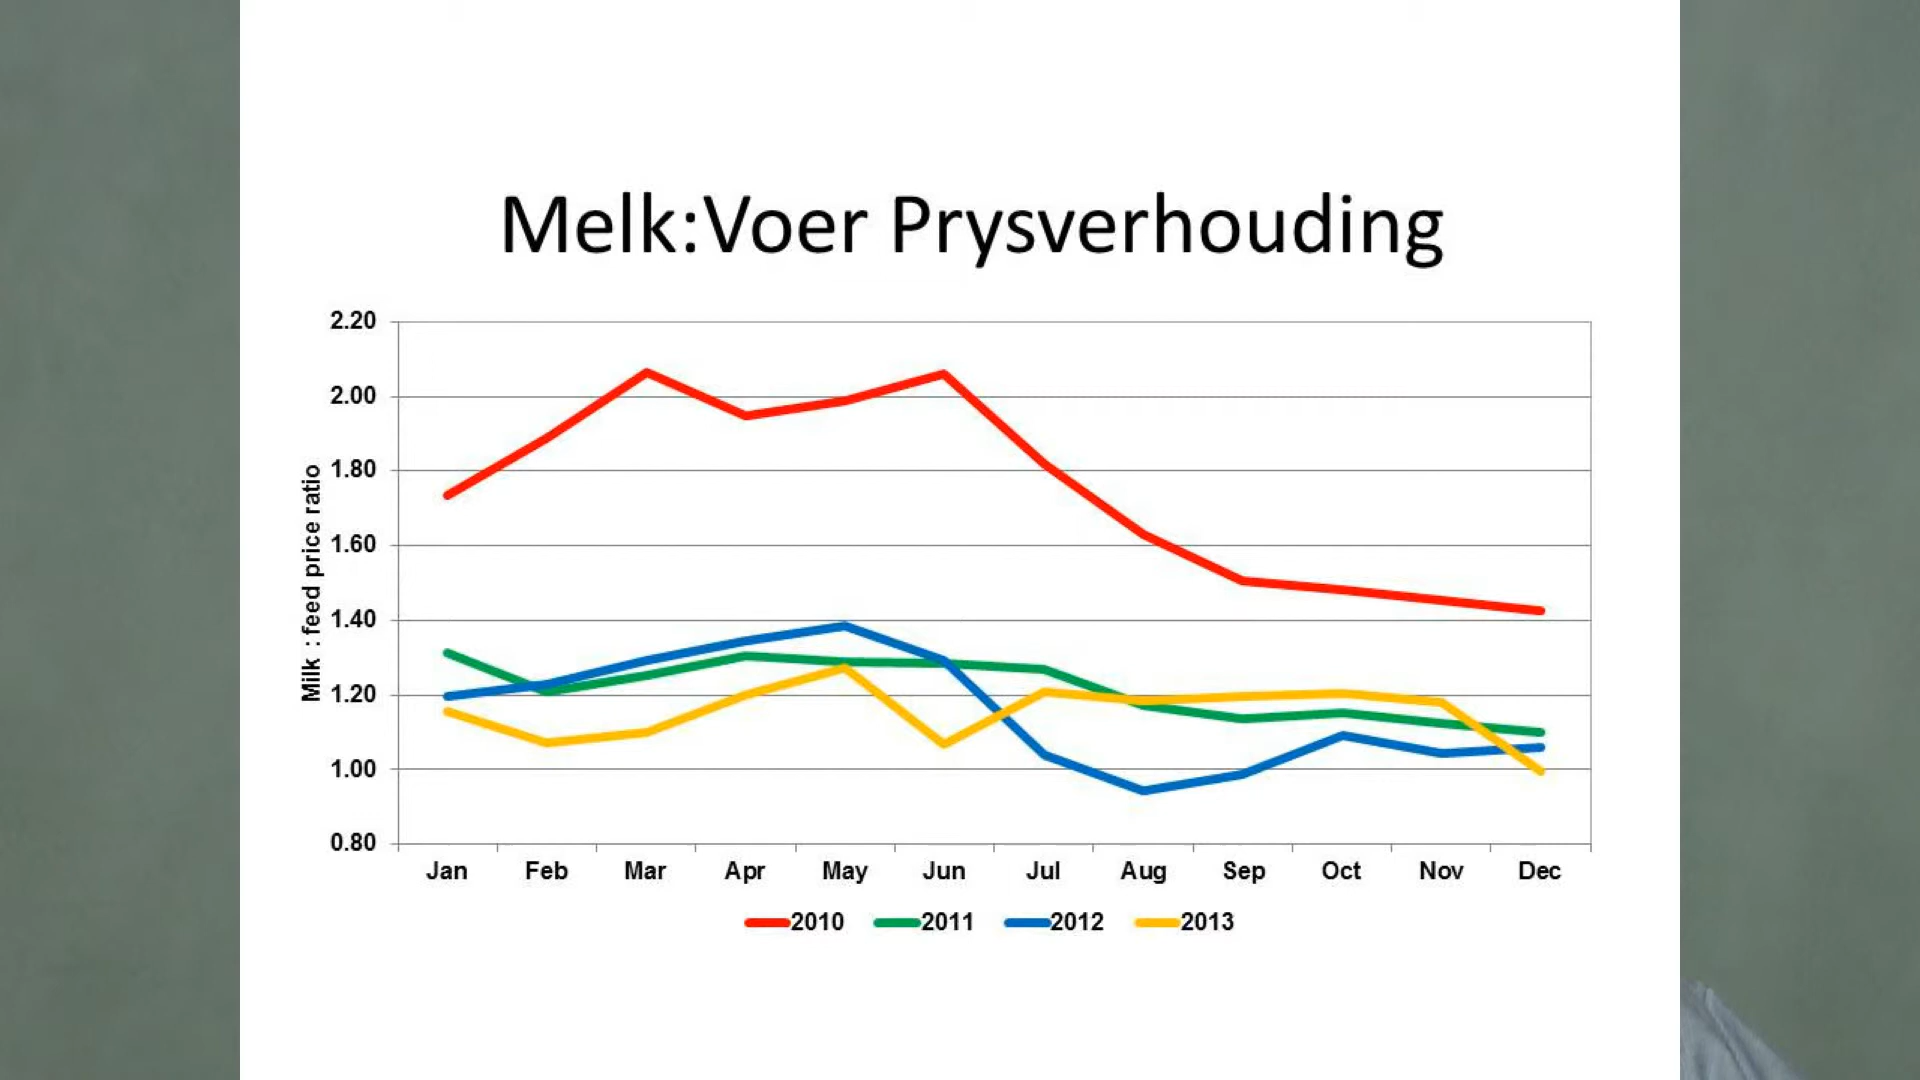 Melk:Voer Prysverhouding
2.20
2.00
1.80
1.60
1.40
1.20
1.00
0.80
Milk : feed price ratio
Jan Feb Mar Apr May Jun Jul Aug Sep Oct Nov Dec
2010 2011 2012 2013